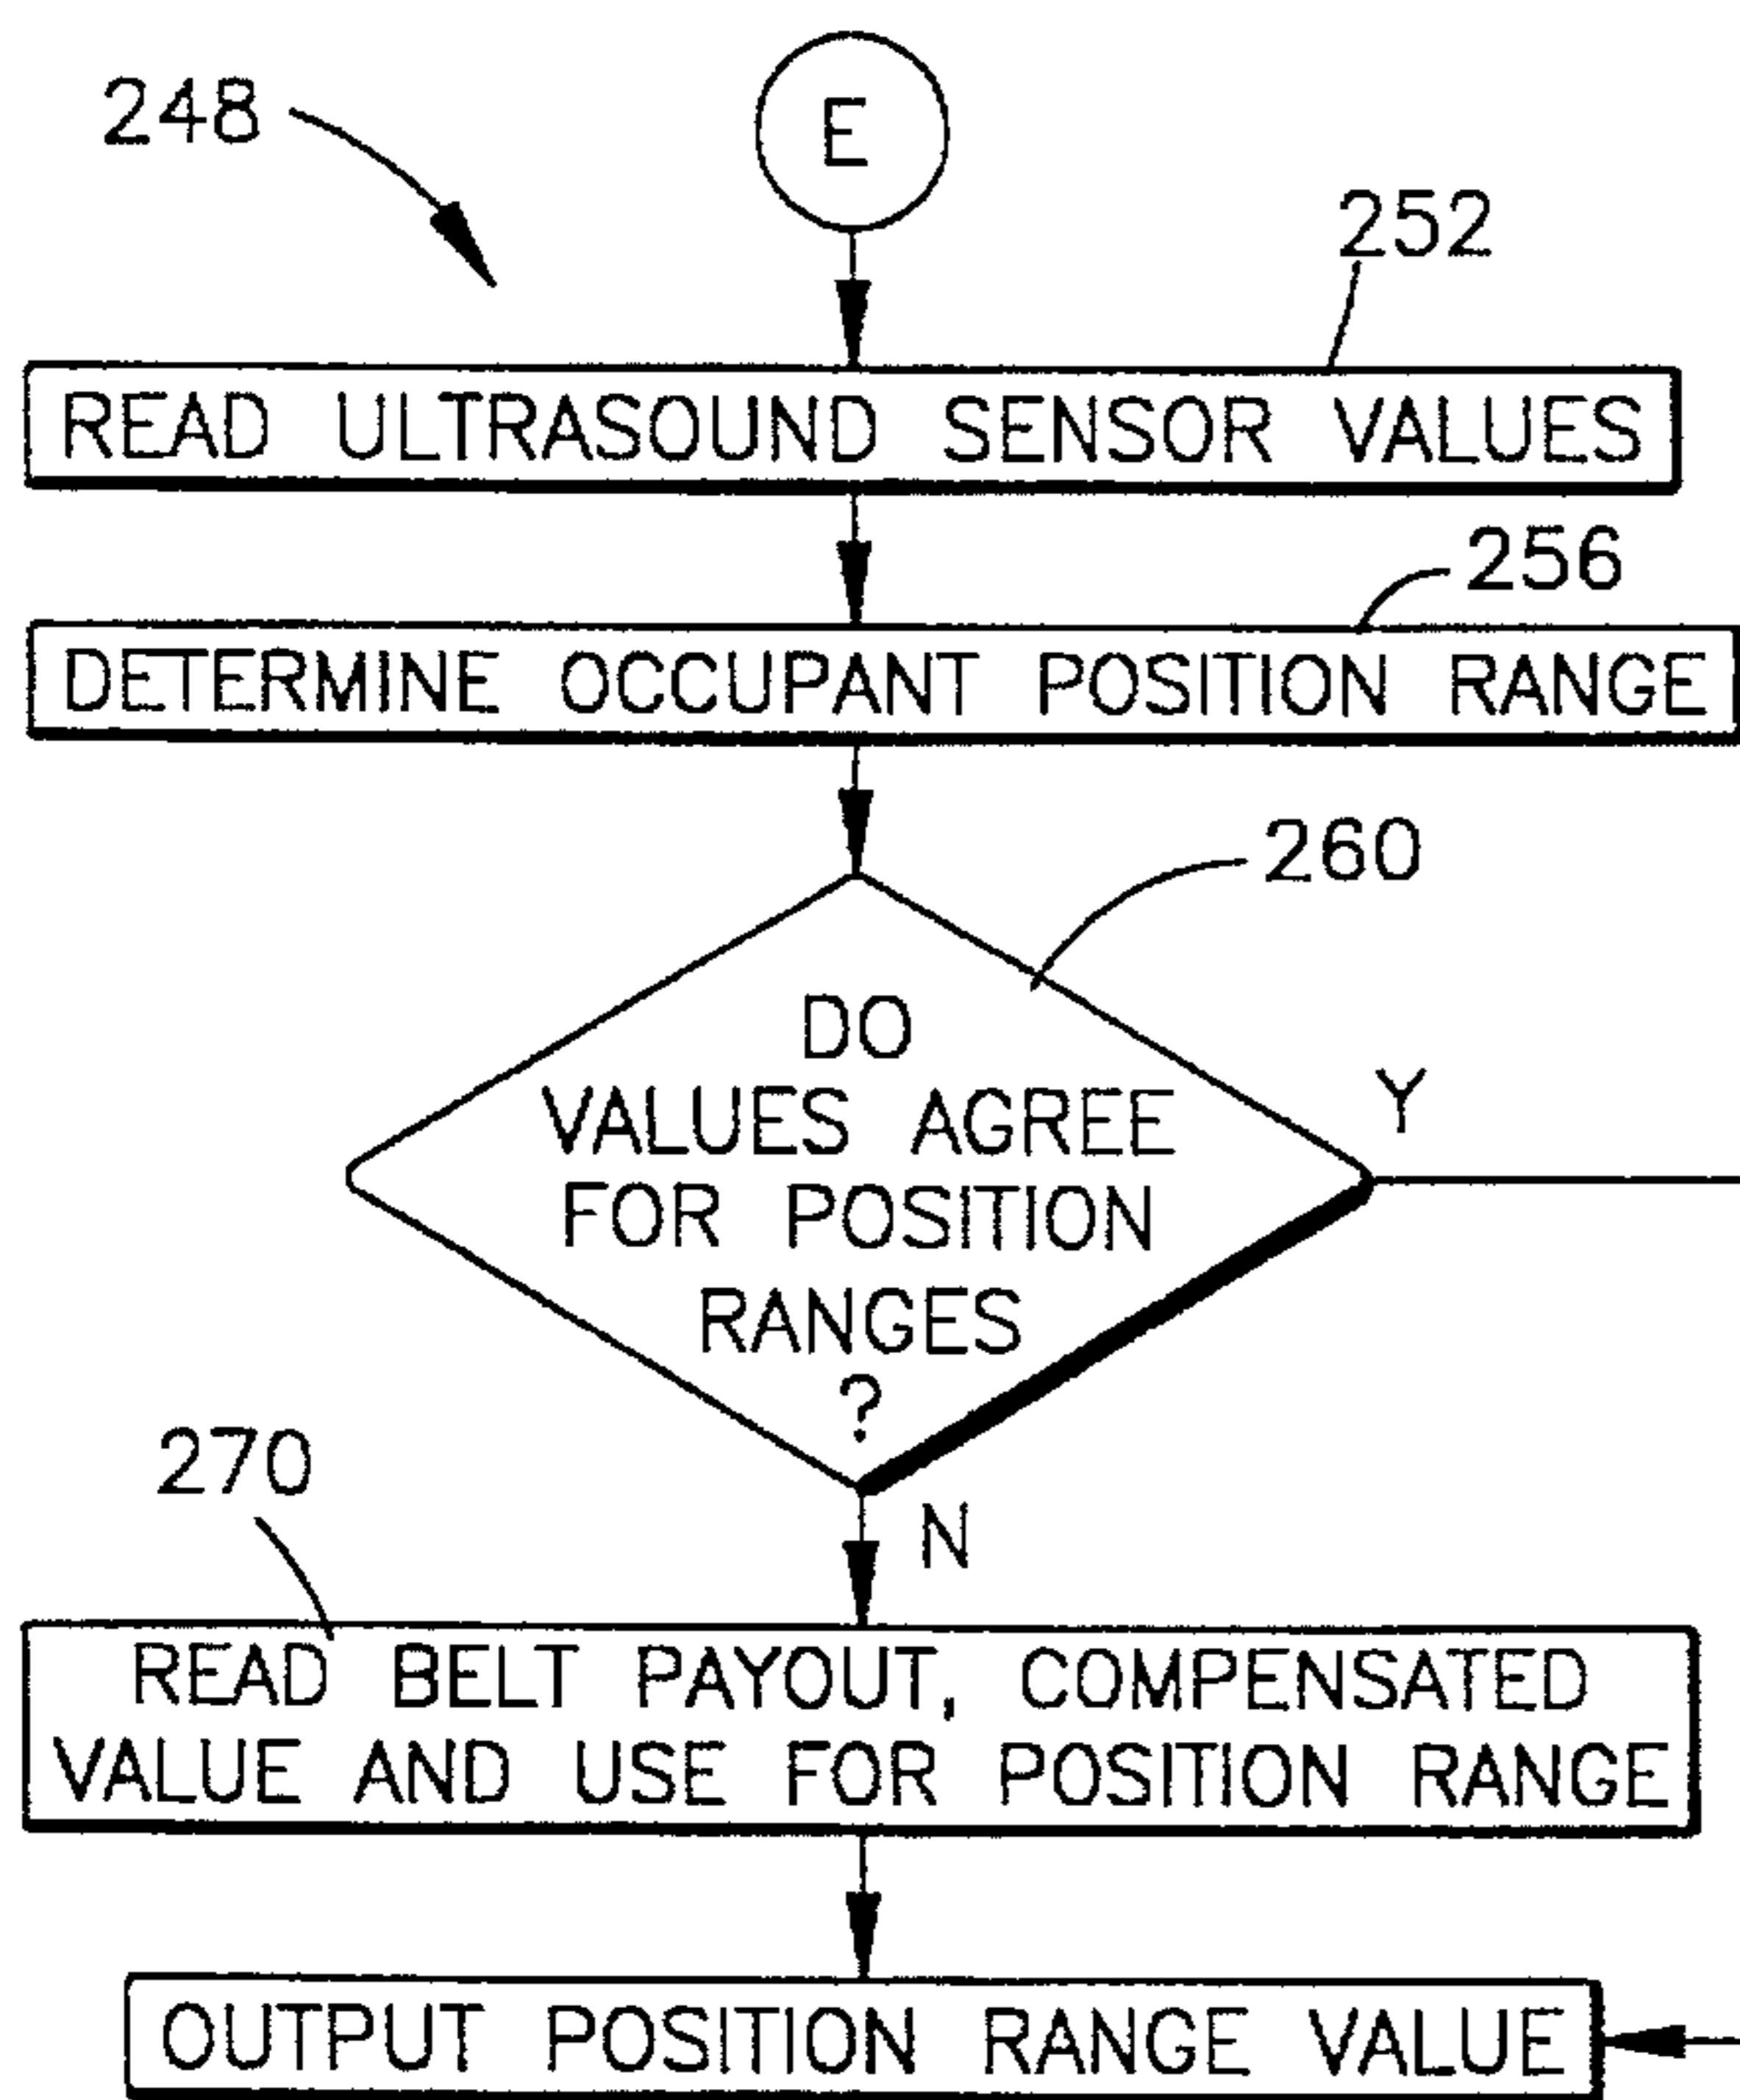 248
E
252
READ ULTRASOUND SENSOR VALUES
256
DETERMINE OCCUPANT POSITION RANGE
260
DO
VALUES AGREE
FOR POSITION
RANGES
?
Y
N
270
READ BELT PAYOUT, COMPENSATED
VALUE AND USE FOR POSITION RANGE
OUTPUT POSITION RANGE VALUE